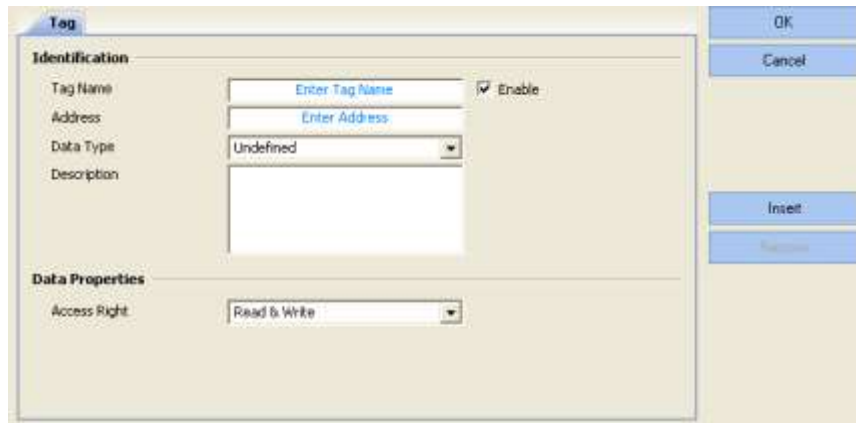 Tag
OK
Identification
Cancel
Tag Name
Enter Tag Name
Enable
Address
Enter Address
Data Type
Undefined
Description
Insert
Data Properties
Access Right
Read & Write